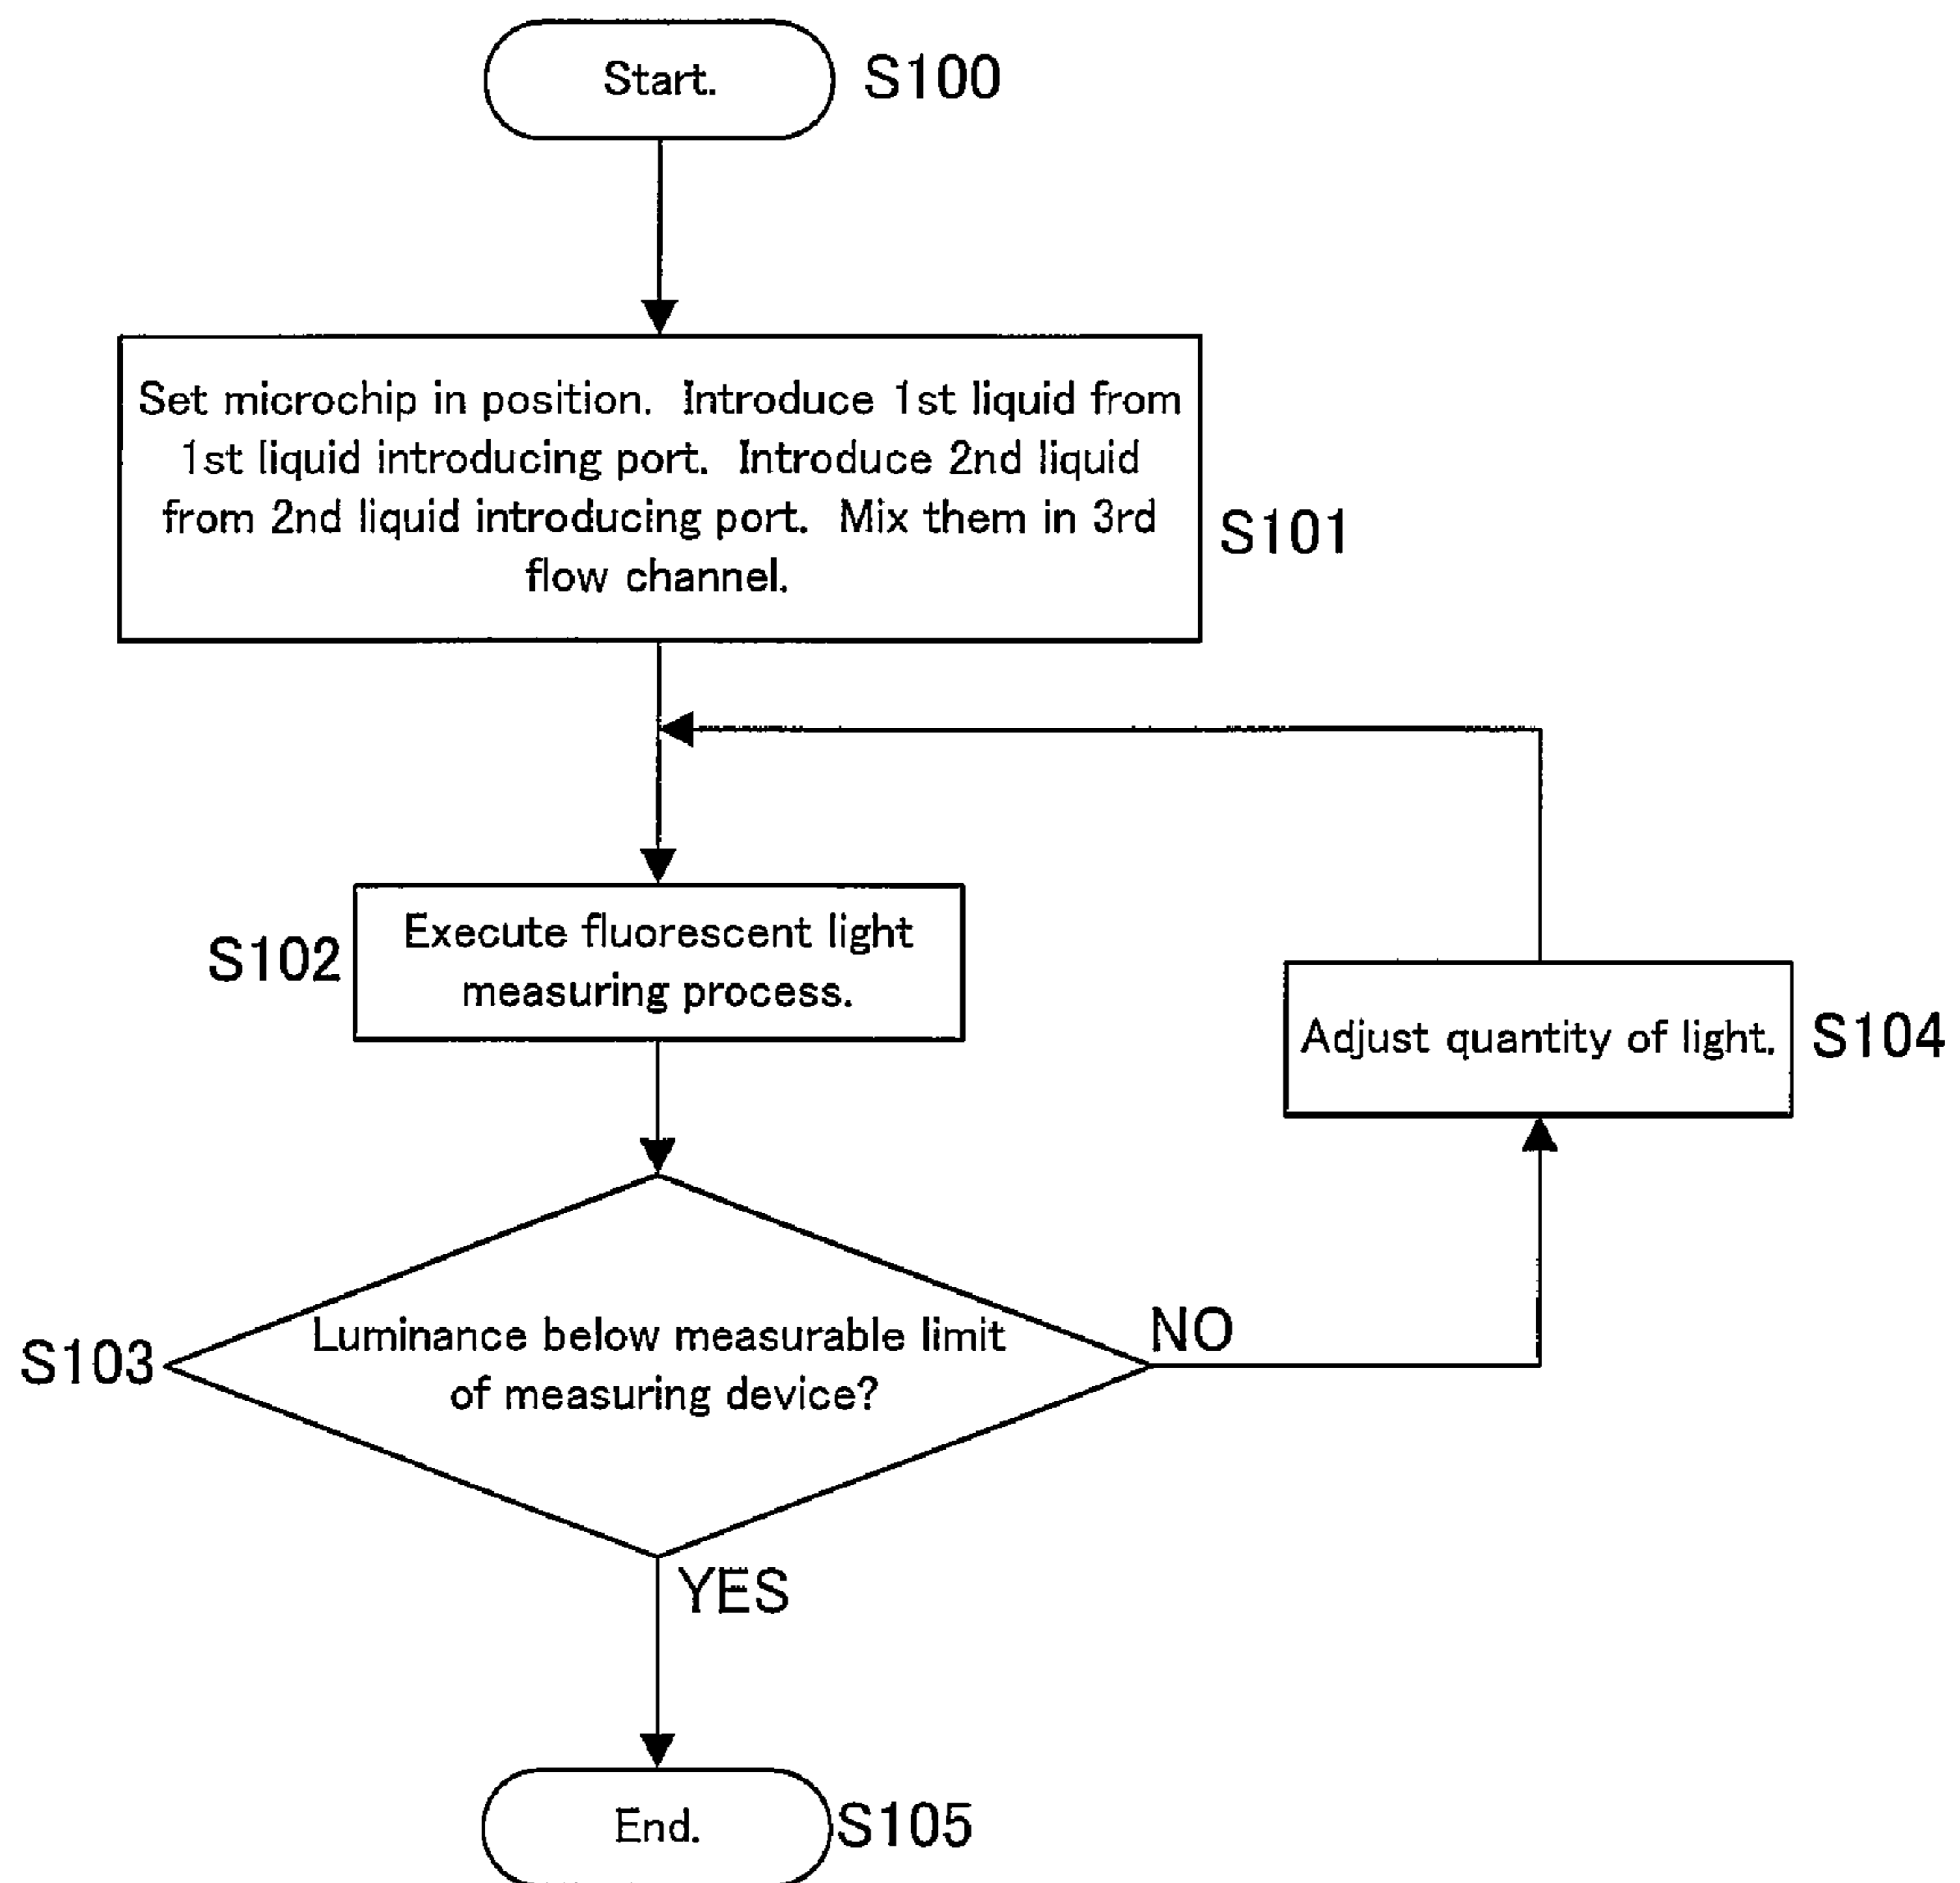 Start.
S100
Set microchip in position. Introduce 1st liquid from
1st liquid introducing port. Introduce 2nd liquid
from 2nd liquid introducing port. Mix them in 3rd
flow channel.
S101
S102
Execute fluorescent light
measuring process.
Adjust quantity of light.
S104
S103
Luminance below measurable limit
of measuring device?
NO
YES
End.
S105